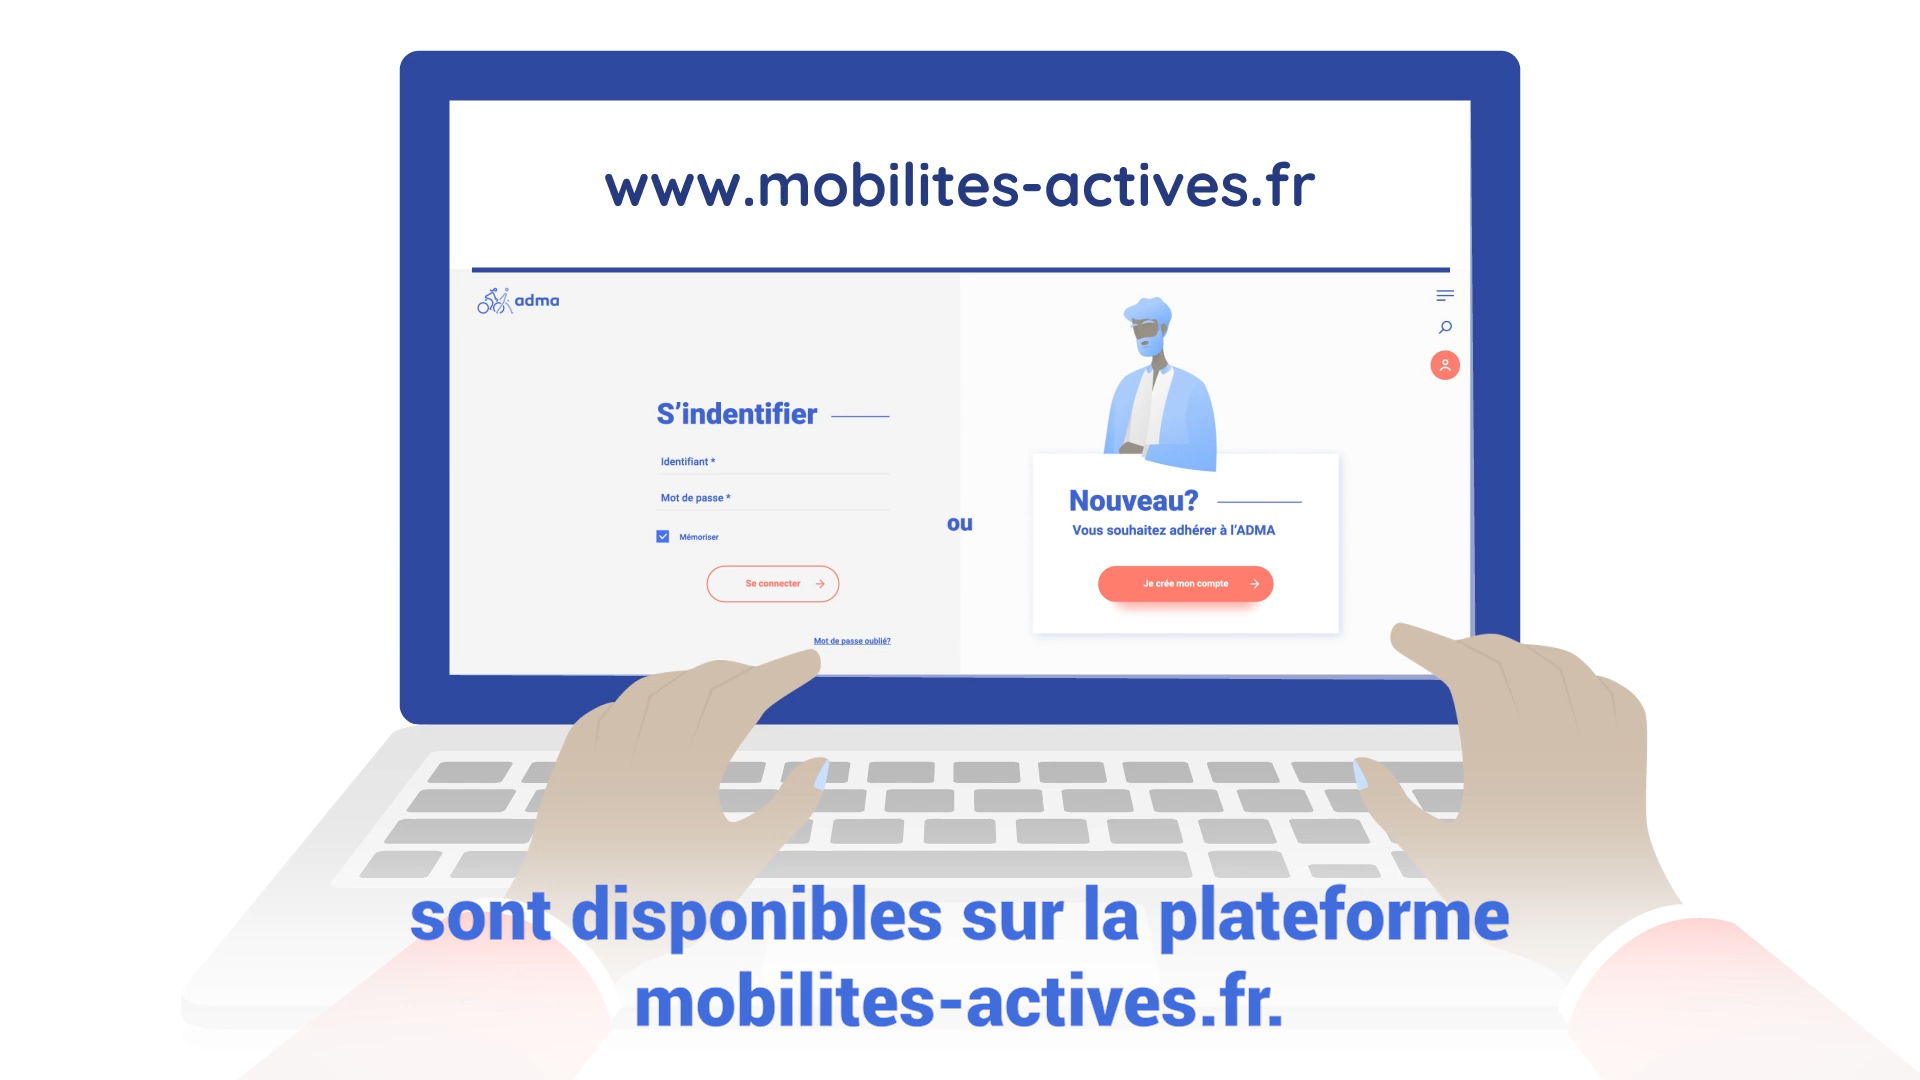 www.mobilites-actives.fr
adma
S’indentifier
Identifiant *
Mot de passe *
Mémoriser
Se connecter
Mot de passe oublié?
ou
Nouveau?
Vous souhaitez adhérer à l’ADMA
Je crée mon compte
sont disponibles sur la plateforme
mobilites-actives.fr.